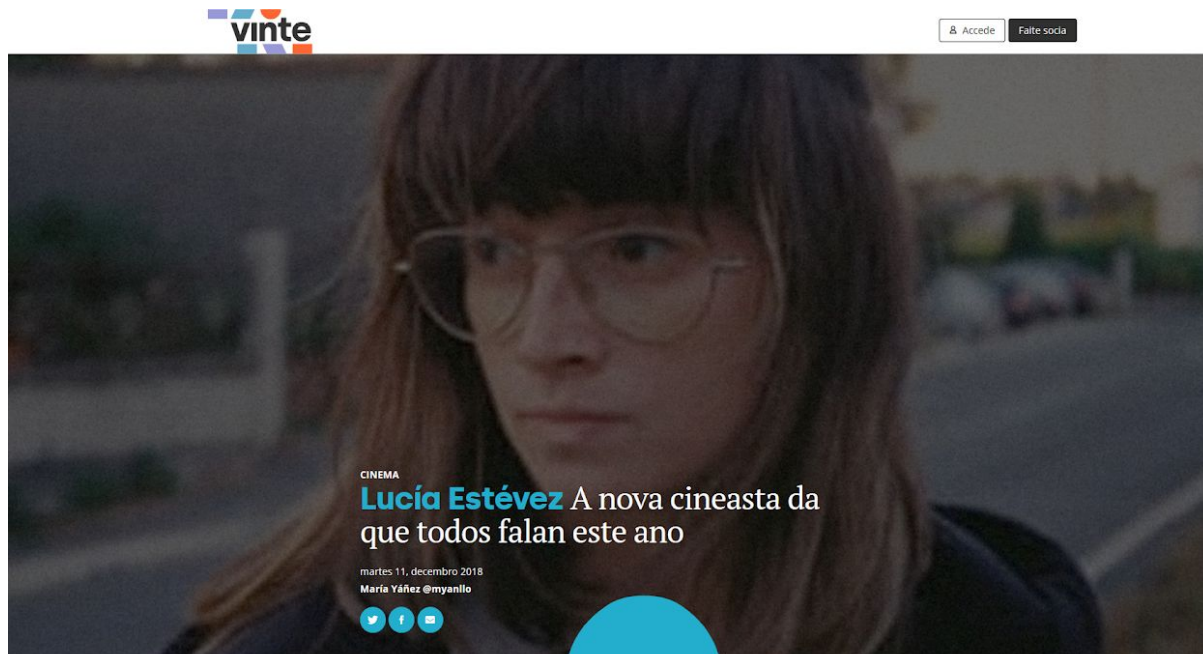 vinte
Accede
Faite socia
CINEMA
Lucía Estévez A nova cineasta da
que todos falan este ano
martes 11, decembro 2018
María Yáñez @myanllo